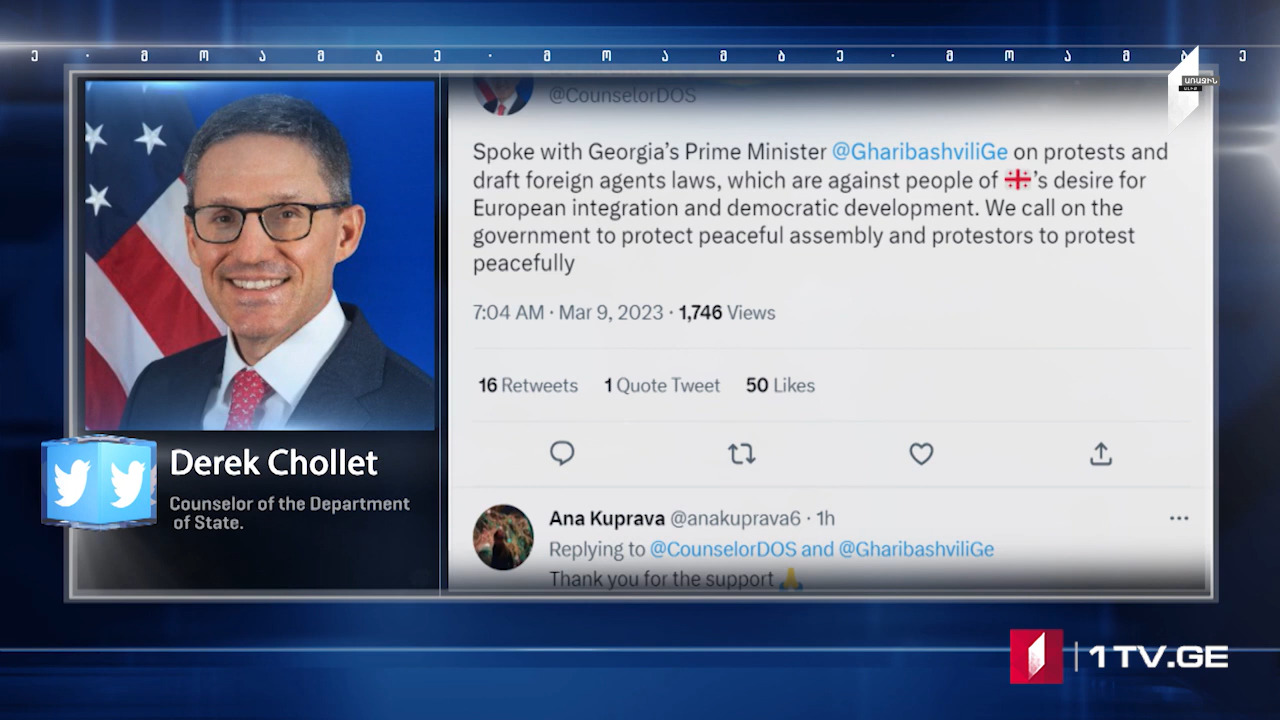 ე · მ ო ა მ ბ ე · მ ო ა მ ბ ე · მ ო ა მ ბ ე
ԱՌԱՋԻՆ
ԱԼԻՔ
@CounselorDOS
Spoke with Georgia’s Prime Minister @GharibashviliGe on protests and
draft foreign agents laws, which are against people of 🇬🇪’s desire for
European integration and democratic development. We call on the
government to protect peaceful assembly and protestors to protest
peacefully
7:04 AM · Mar 9, 2023 · 1,746 Views
16 Retweets 1 Quote Tweet 50 Likes
Derek Chollet
Counselor of the Department
of State.
Ana Kuprava @anakuprava6 · 1h
Replying to @CounselorDOS and @GharibashviliGe
Thank you for the support 🙏
1TV.GE